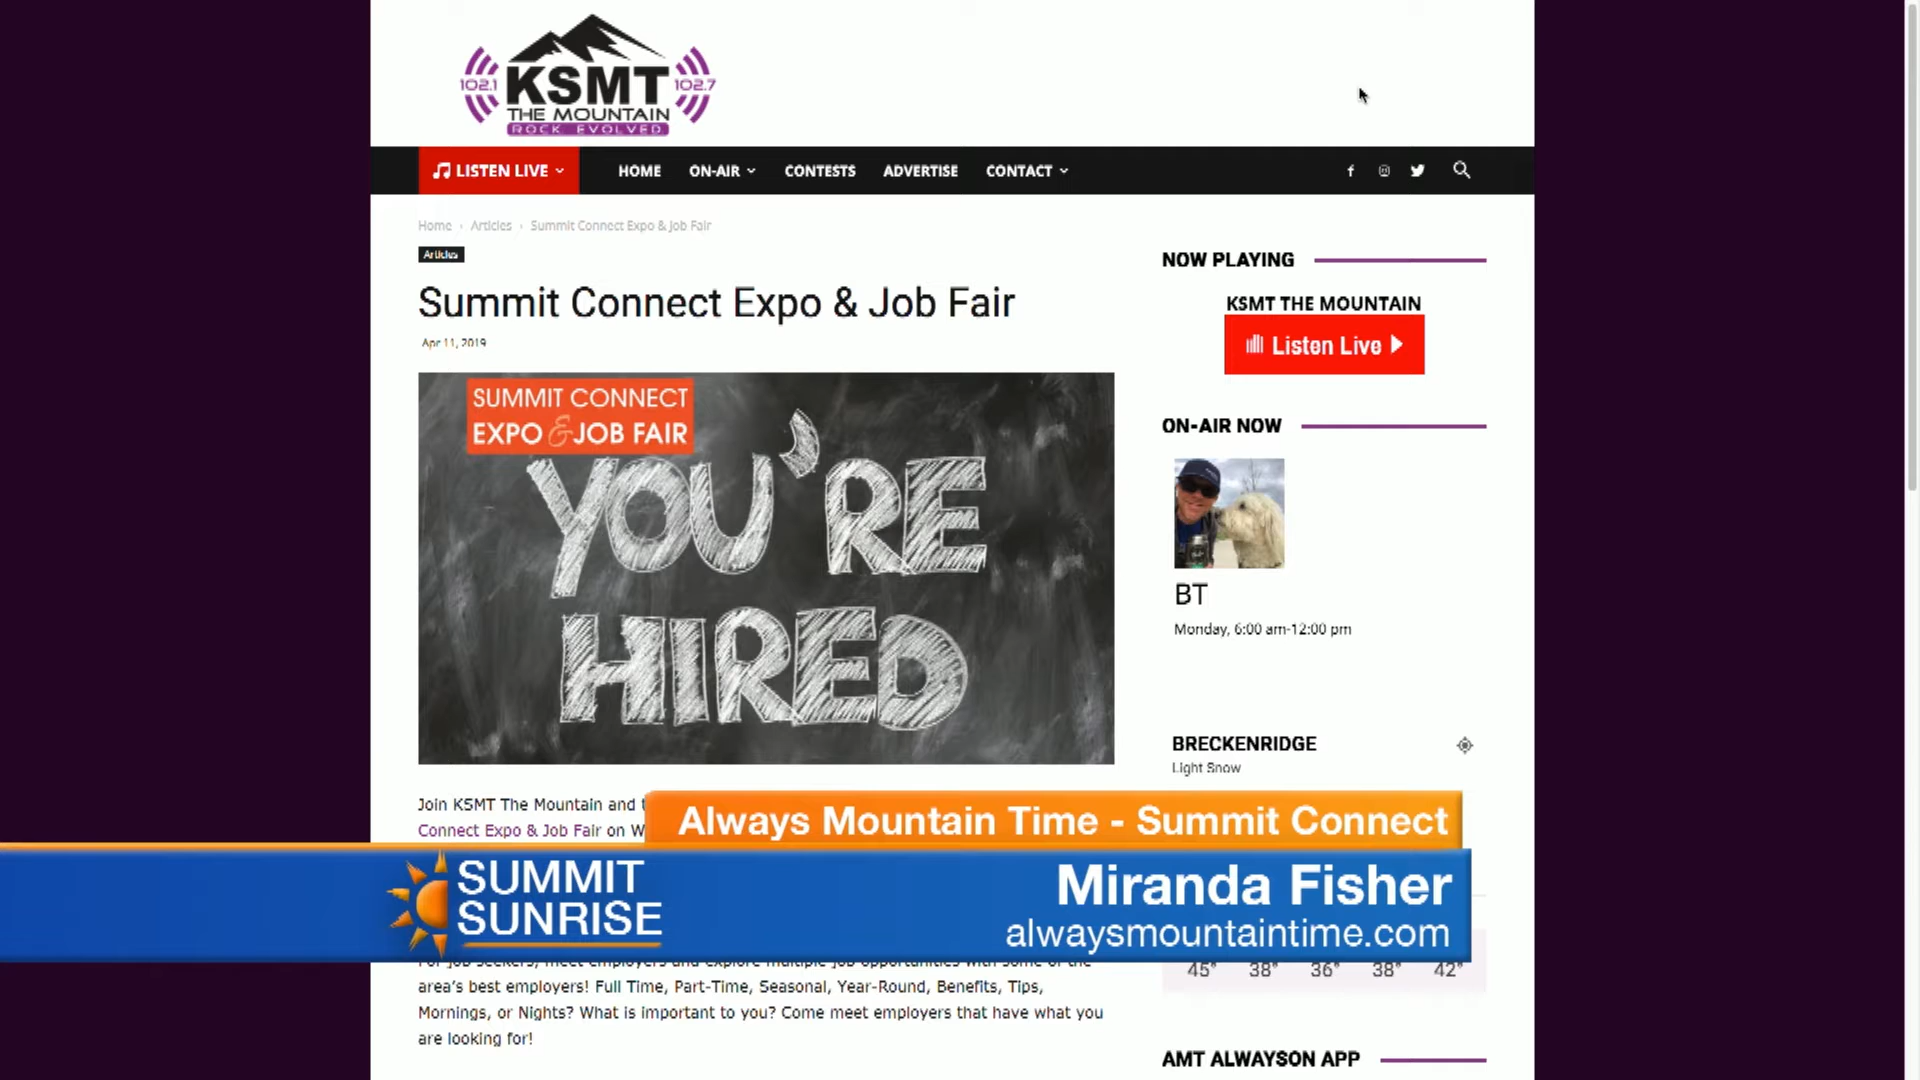 102.1 KSMT 102.7
THE MOUNTAIN
ROCK EVOLVED
LISTEN LIVE
HOME
ON-AIR
CONTESTS
ADVERTISE
CONTACT
Home › Articles › Summit Connect Expo & Job Fair
Articles
Summit Connect Expo & Job Fair
Apr 11, 2019
SUMMIT CONNECT
EXPO & JOB FAIR
YOU'RE
HIRED
Join KSMT The Mountain and
Connect Expo & Job Fair on
area's best employers! Full Time, Part-Time, Seasonal, Year-Round, Benefits, Tips,
Mornings, or Nights? What is important to you? Come meet employers that have what you
are looking for!
NOW PLAYING
KSMT THE MOUNTAIN
Listen Live
ON-AIR NOW
BT
Monday, 6:00 am-12:00 pm
BRECKENRIDGE
Light Snow
45° 38° 36° 38° 42°
AMT ALWAYSON APP
Always Mountain Time - Summit Connect
SUMMIT
SUNRISE
Miranda Fisher
alwaysmountaintime.com